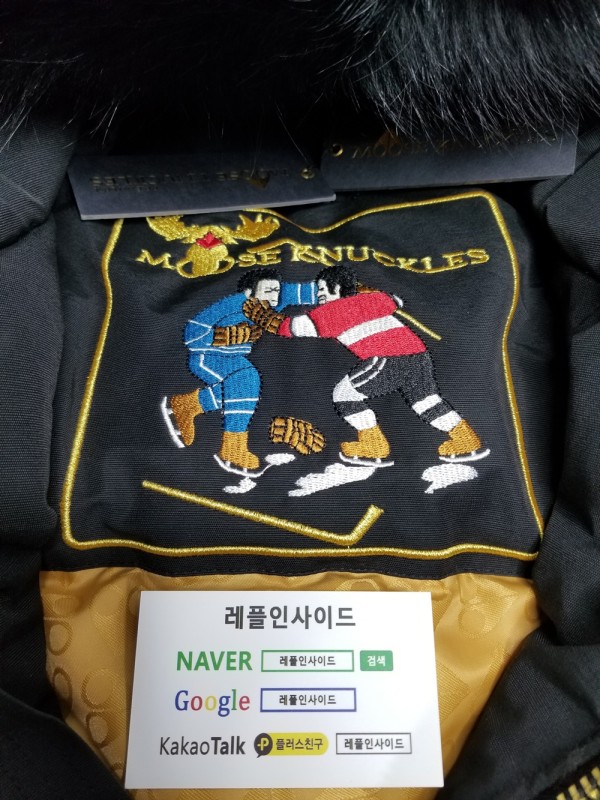 MOOSE KNUCKLES
레플인사이드
NAVER 레플인사이드 검색
Google 레플인사이드
KakaoTalk P 플러스친구 레플인사이드